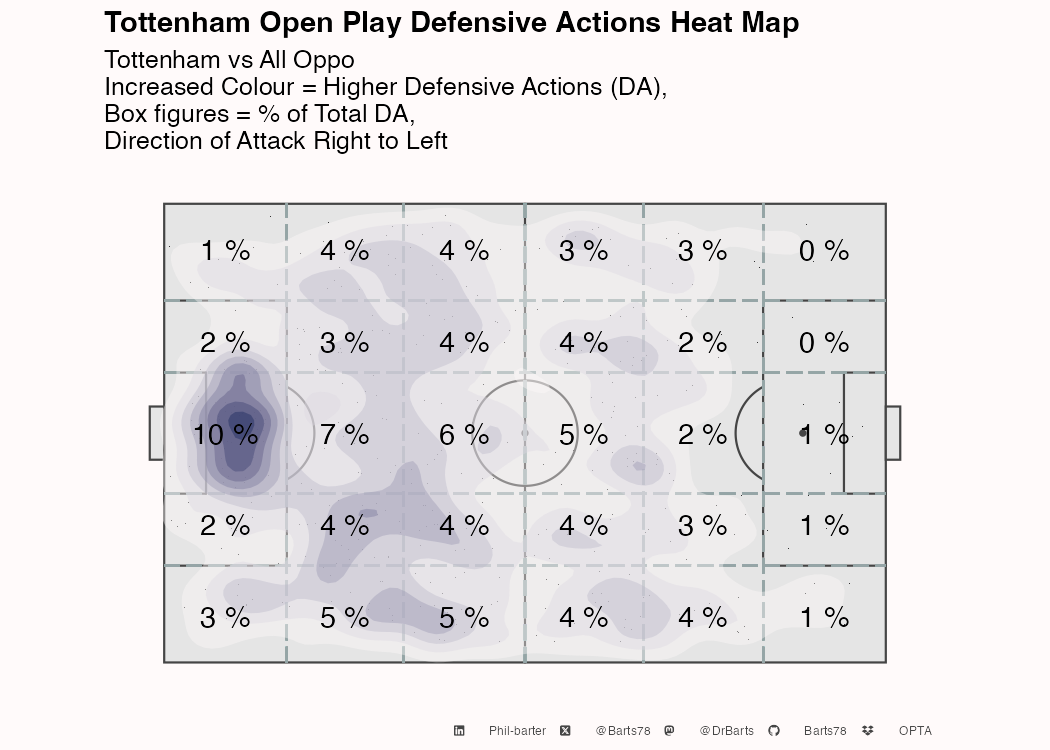 Tottenham Open Play Defensive Actions Heat Map
Tottenham vs All Oppo
Increased Colour = Higher Defensive Actions (DA),
Box figures = % of Total DA,
Direction of Attack Right to Left
1 % 4 % 4 % 3 % 3 % 0 %
2 % 3 % 4 % 4 % 2 % 0 %
10 % 7 % 6 % 5 % 2 % 1 %
2 % 4 % 4 % 4 % 3 % 1 %
3 % 5 % 5 % 4 % 4 % 1 %
Phil-barter @Barts78 @DrBarts Barts78 OPTA